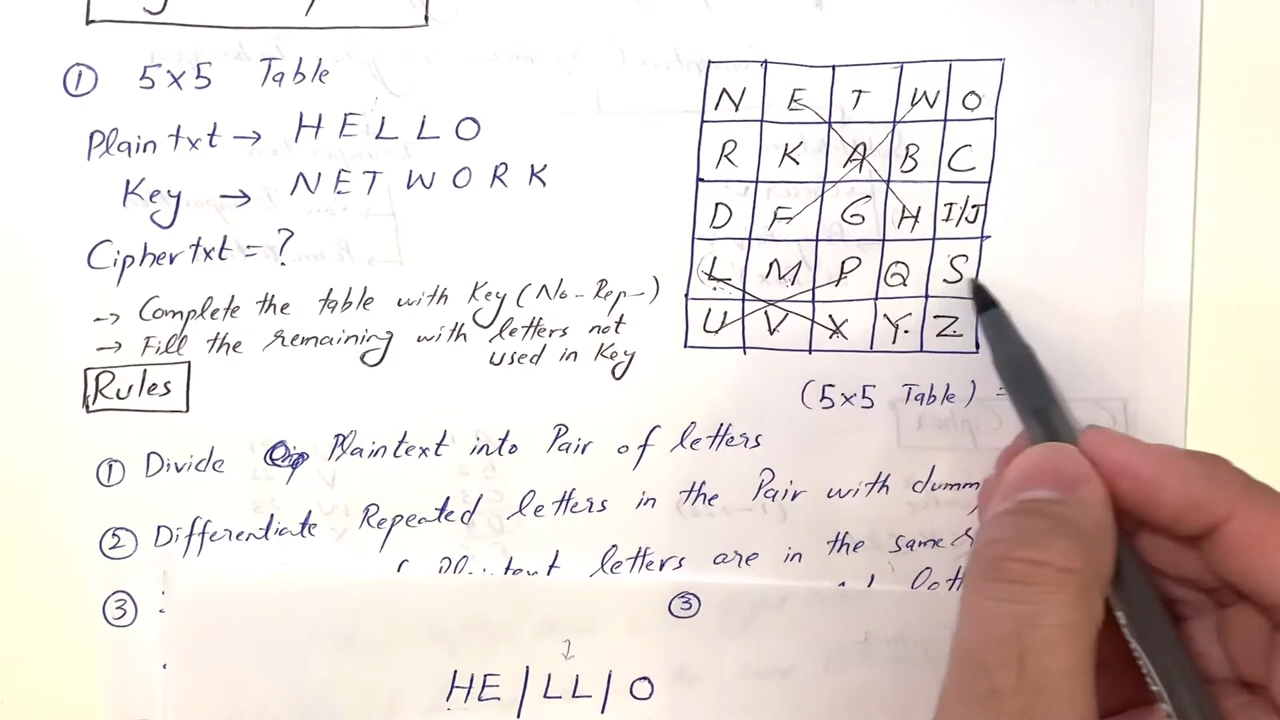 ① 5x5 Table
Plain txt → HELLO
Key → NETWORK
Cipher txt = ?
→ Complete the table with Key (No-Rep-)
→ Fill the remaining with letters not
used in Key
Rules
N E T W O
R K A B C
D F G H I/J
L M P Q S
U V X Y Z
(5x5 Table) =
① Divide Plaintext into Pair of letters
② Differentiate Repeated letters in the Pair with dumm
letters are in the same
③
③
HE / LL / O